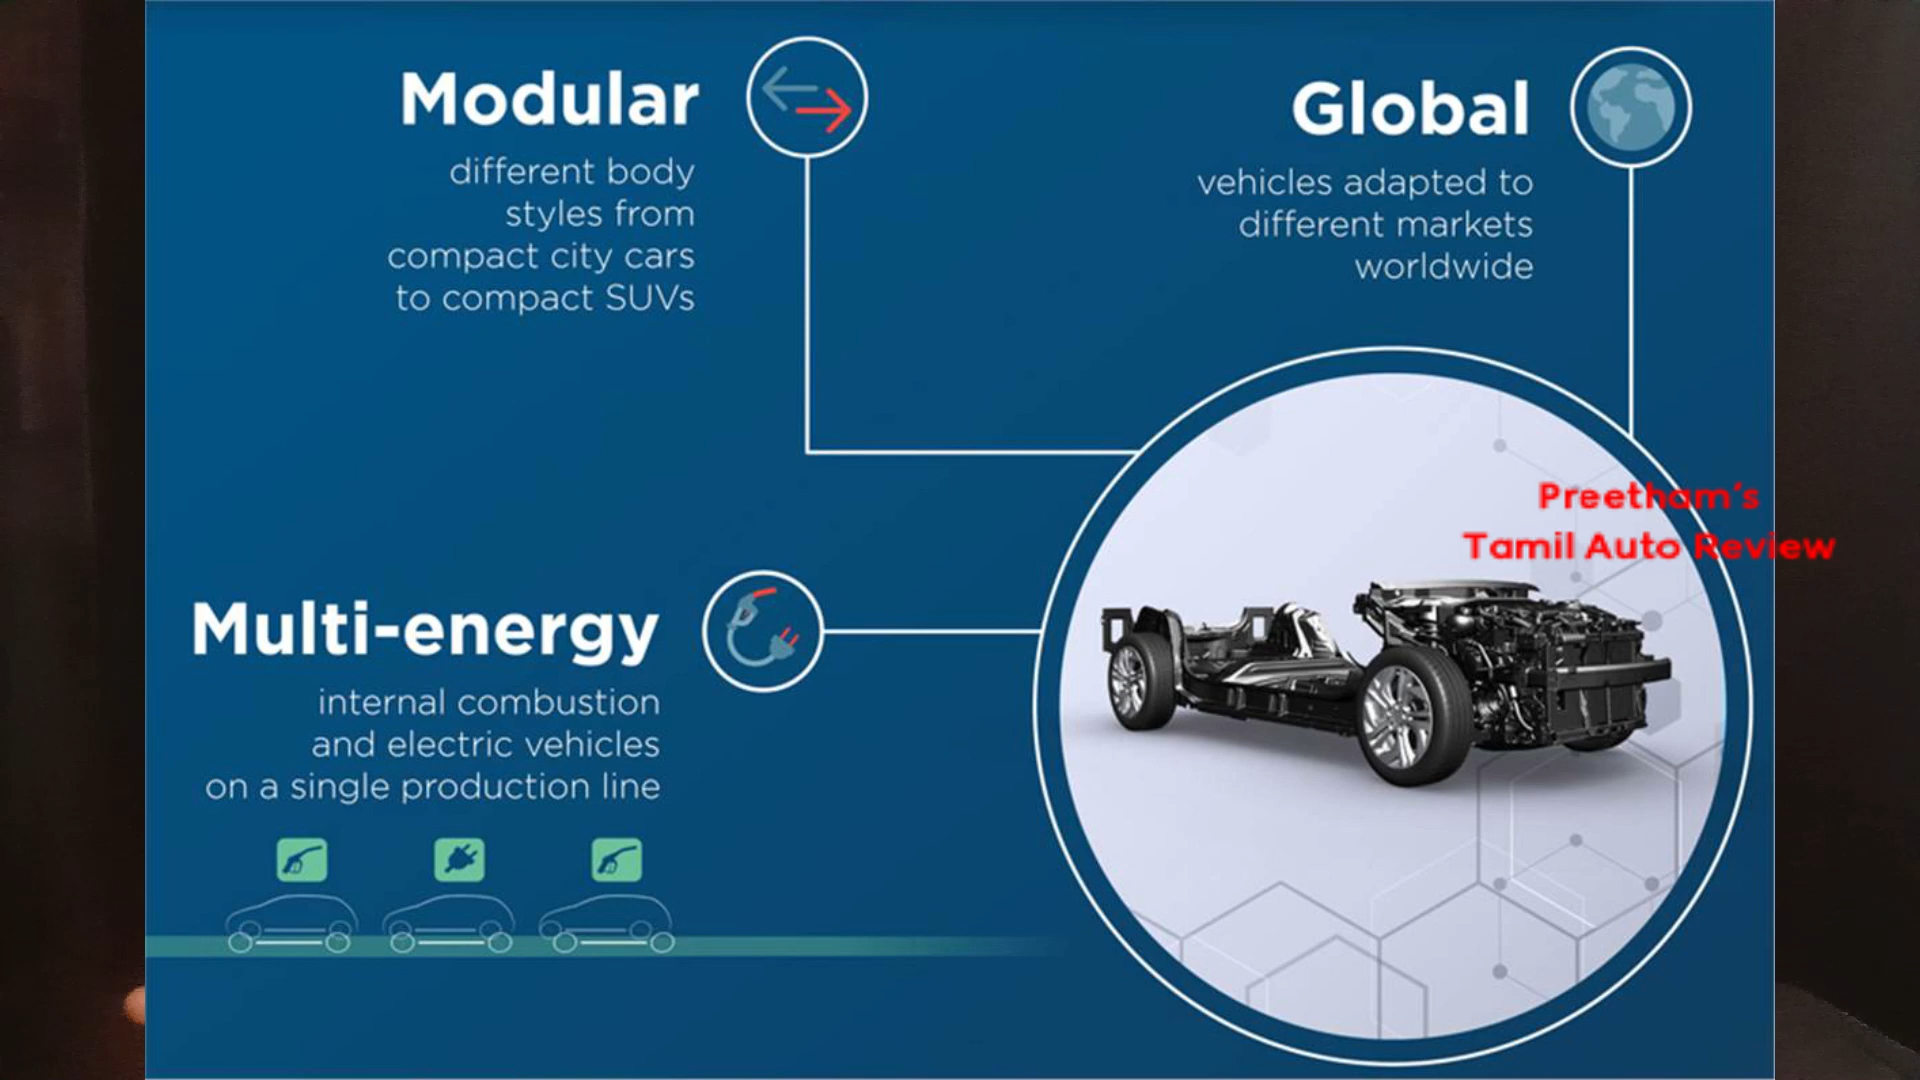 Modular
different body
styles from
compact city cars
to compact SUVs
Global
vehicles adapted to
different markets
worldwide
Preetham's
Tamil Auto Review
Multi-energy
internal combustion
and electric vehicles
on a single production line